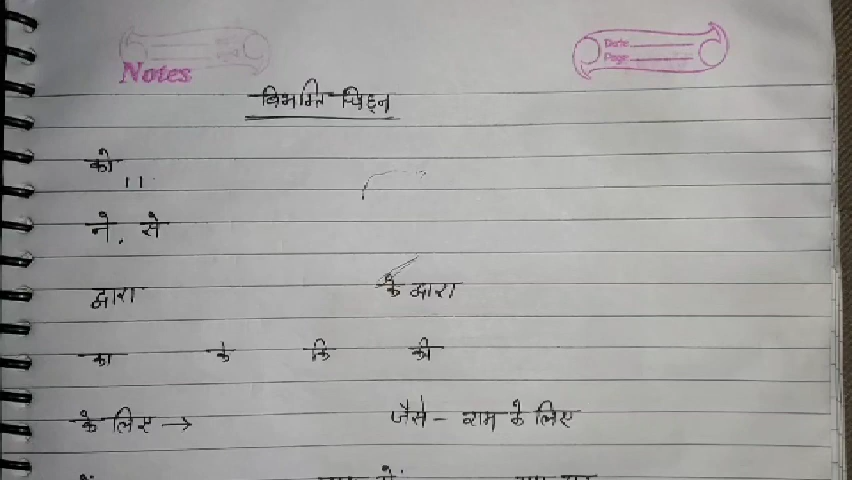 Notes
Date
Page
विभक्ति चिह्न
को
ने, से
द्वारा के द्वारा
का के कि की
के लिए → जैसे - राम के लिए